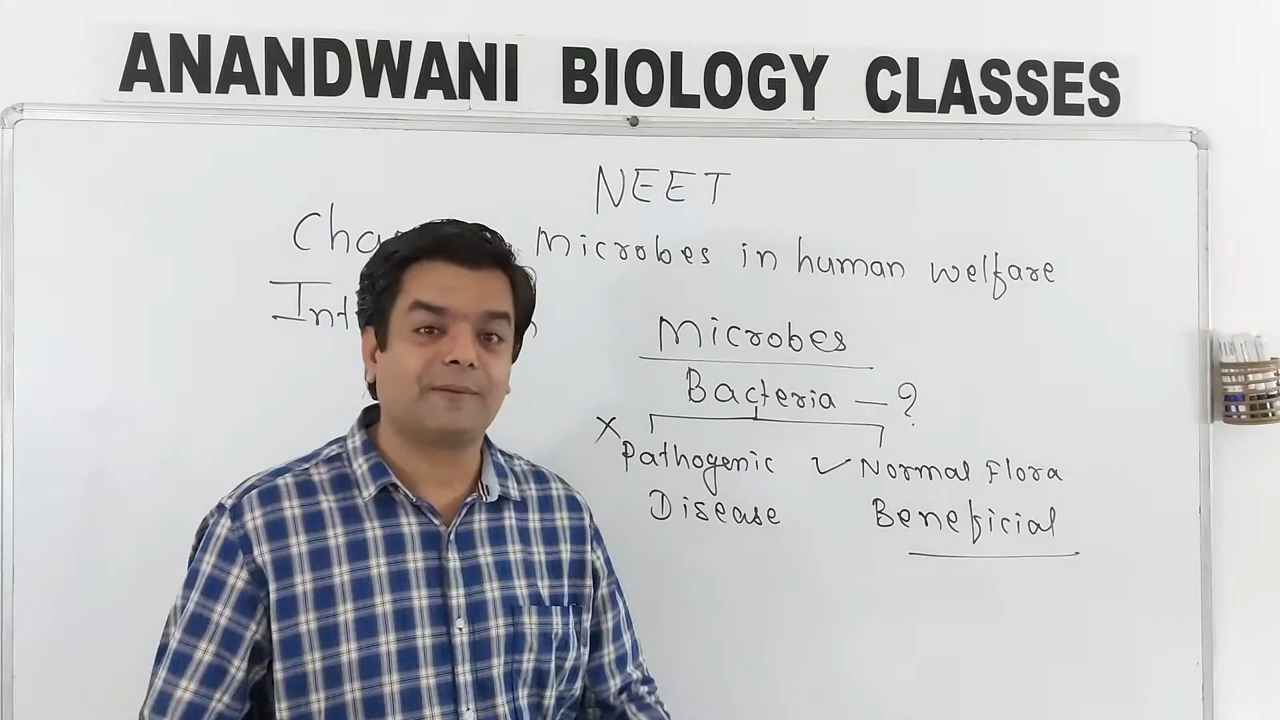 ANANDWANI BIOLOGY CLASSES
NEET
Microbes in human welfare
Microbes
Bacteria — ?
X Pathogenic ✓ Normal Flora
Disease Beneficial